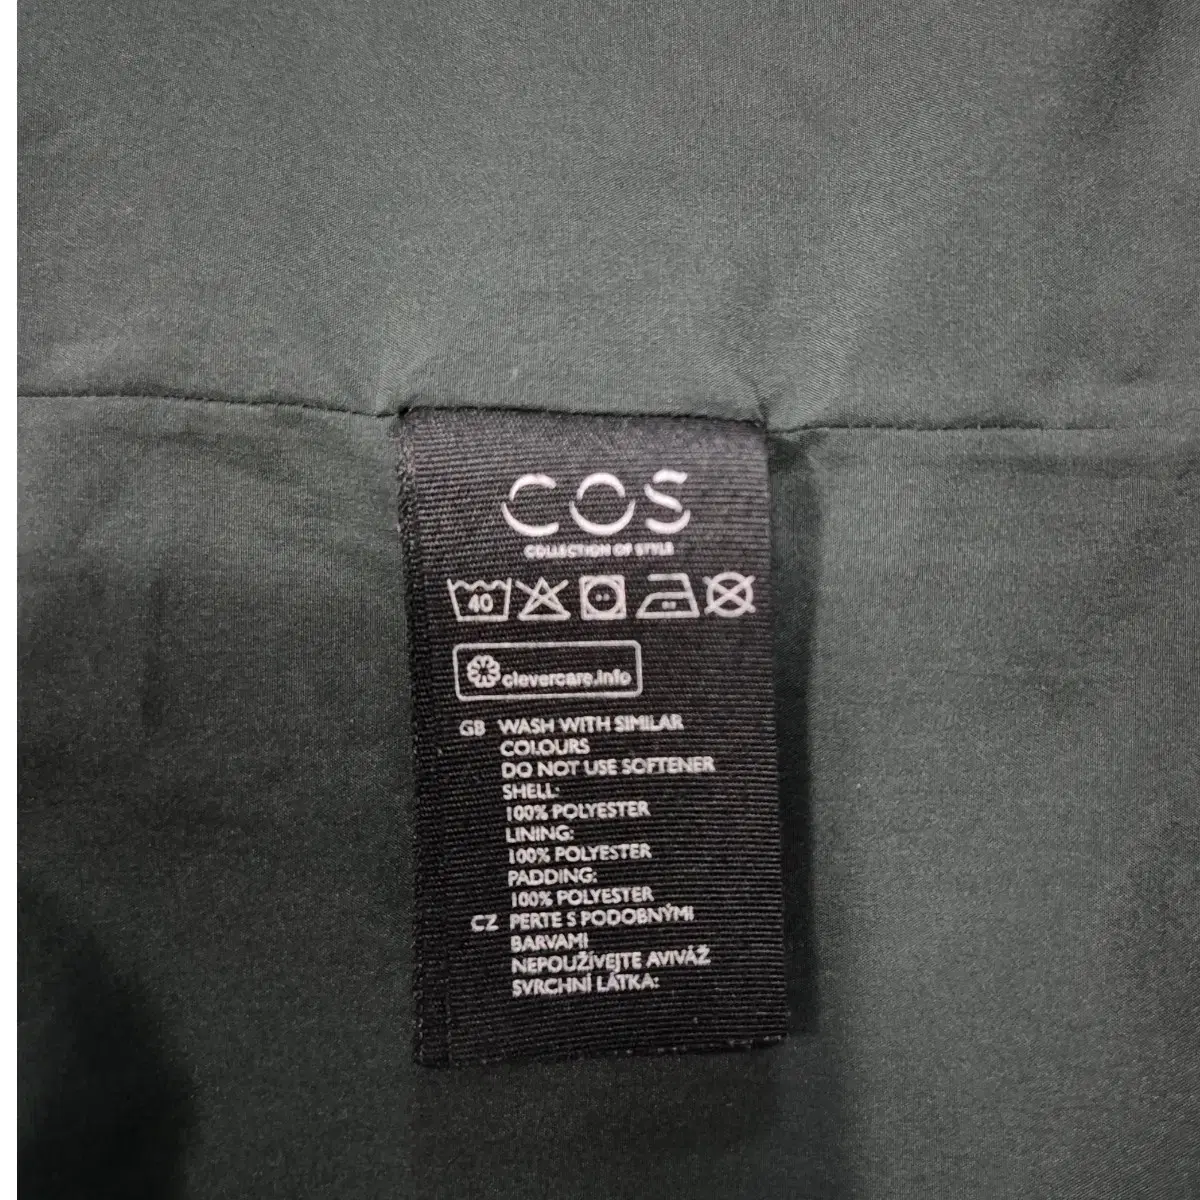 COS
COLLECTION OF STYLE
40
clevercare.info
GB WASH WITH SIMILAR
COLOURS
DO NOT USE SOFTENER
SHELL:
100% POLYESTER
LINING:
100% POLYESTER
PADDING:
100% POLYESTER
CZ PERTE S PODOBNÝMI
BARVAMI
NEPOUŽÍVEJTE AVIVÁŽ
SVRCHNÍ LÁTKA: